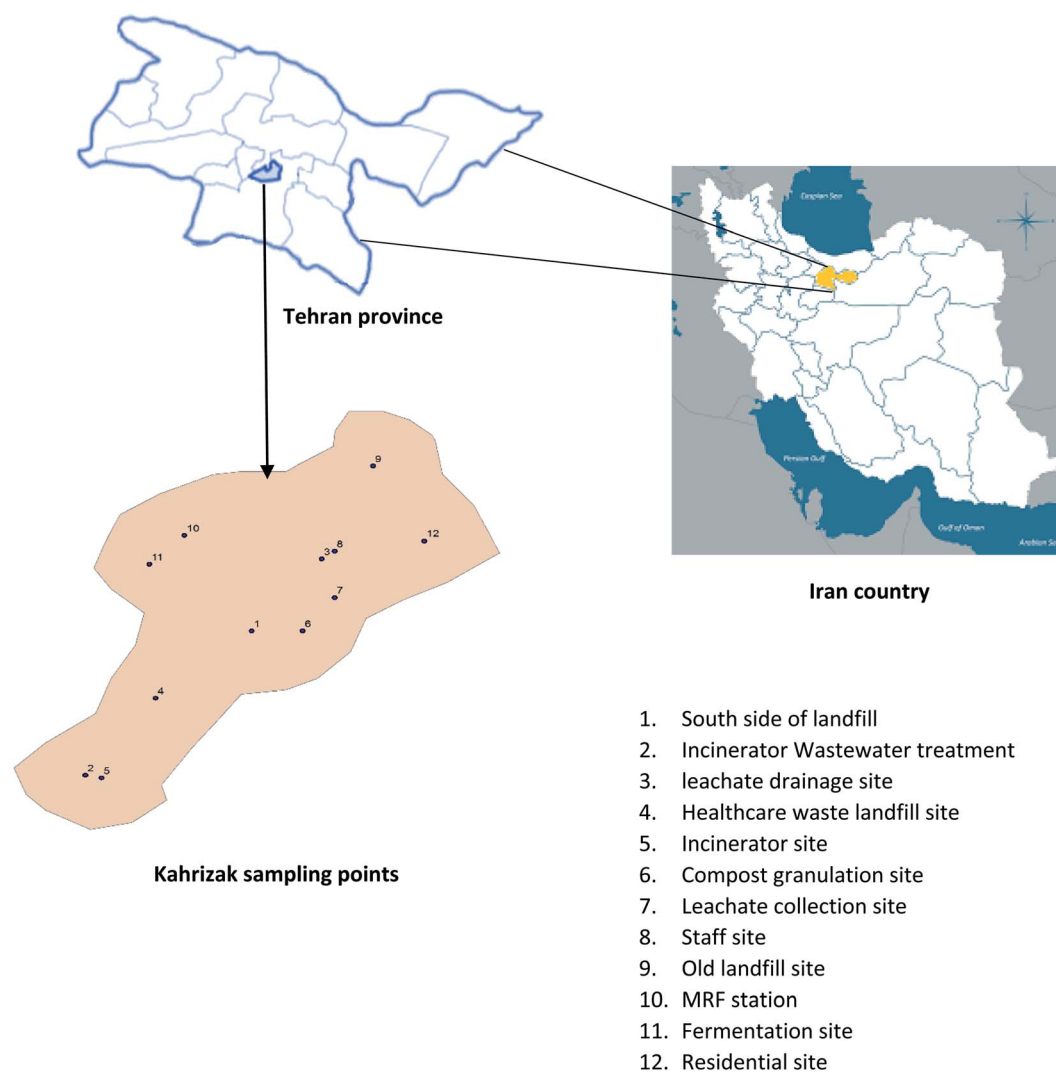 Tehran province
Caspian Sea
Persian Gulf
Gulf of Oman
Arabian Se
Iran country
9
10
11
8
3
12
7
1
6
4
2
5
Kahrizak sampling points
1. South side of landfill
2. Incinerator Wastewater treatment
3. leachate drainage site
4. Healthcare waste landfill site
5. Incinerator site
6. Compost granulation site
7. Leachate collection site
8. Staff site
9. Old landfill site
10. MRF station
11. Fermentation site
12. Residential site